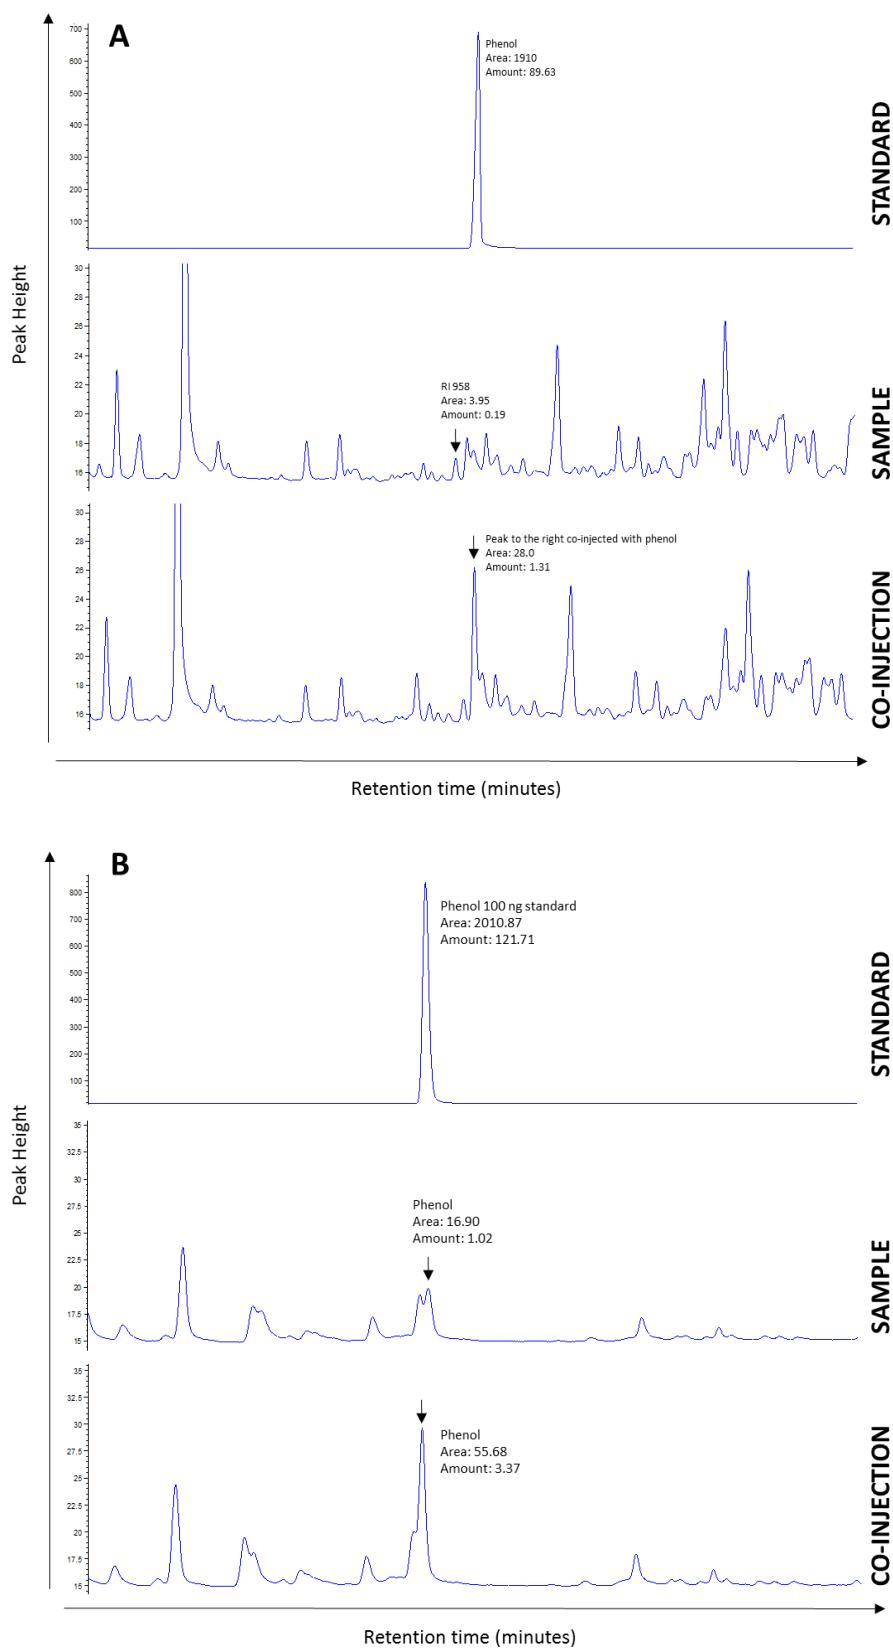 A
700
600
500
400
300
200
100
Phenol
Area: 1910
Amount: 89.63
STANDARD
Peak Height
30
28
26
24
22
20
18
16
RI 958
Area: 3.95
Amount: 0.19
SAMPLE
30
28
26
24
22
20
18
16
Peak to the right co-injected with phenol
Area: 28.0
Amount: 1.31
CO-INJECTION
Retention time (minutes)
B
800
700
600
500
400
300
200
100
Phenol 100 ng standard
Area: 2010.87
Amount: 121.71
STANDARD
Peak Height
35
32.5
30
27.5
25
22.5
20
17.5
15
Phenol
Area: 16.90
Amount: 1.02
SAMPLE
35
32.5
30
27.5
25
22.5
20
17.5
15
Phenol
Area: 55.68
Amount: 3.37
CO-INJECTION
Retention time (minutes)